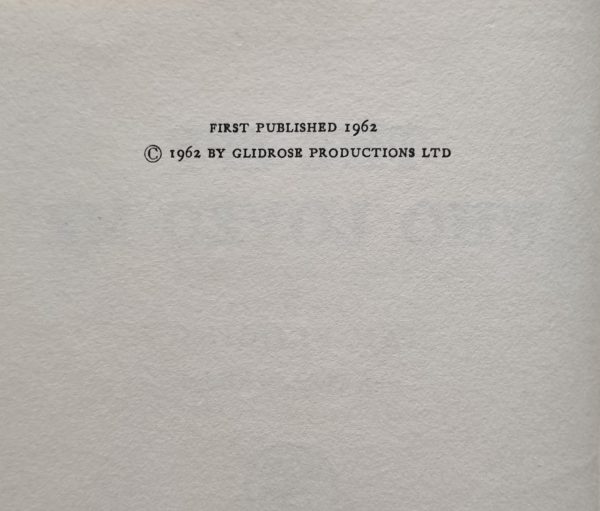 FIRST PUBLISHED 1962
© 1962 BY GLIDROSE PRODUCTIONS LTD